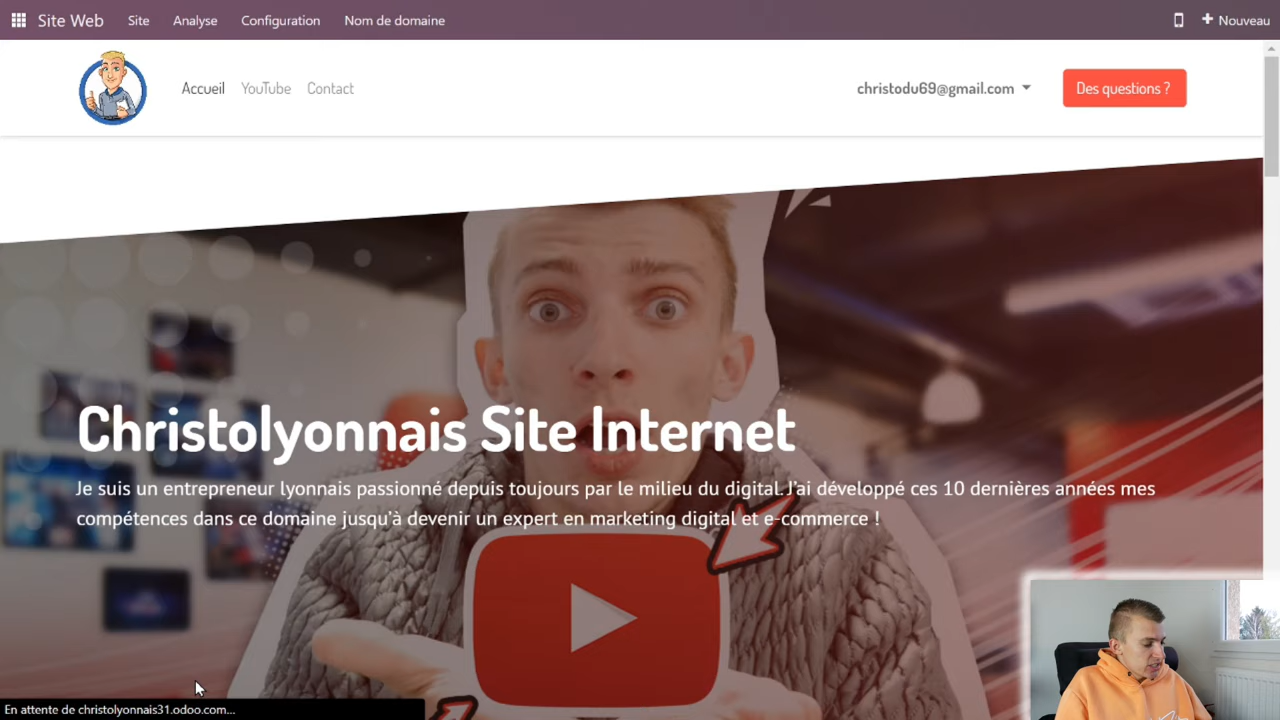 Site Web
Site
Analyse
Configuration
Nom de domaine
Nouveau
Accueil
YouTube
Contact
christodu69@gmail.com
Des questions ?
Christolyonnais Site Internet
Je suis un entrepreneur lyonnais passionné depuis toujours par le milieu du digital. J'ai développé ces 10 dernières années mes
compétences dans ce domaine jusqu'à devenir un expert en marketing digital et e-commerce !
En attente de christolyonnais31.odoo.com...